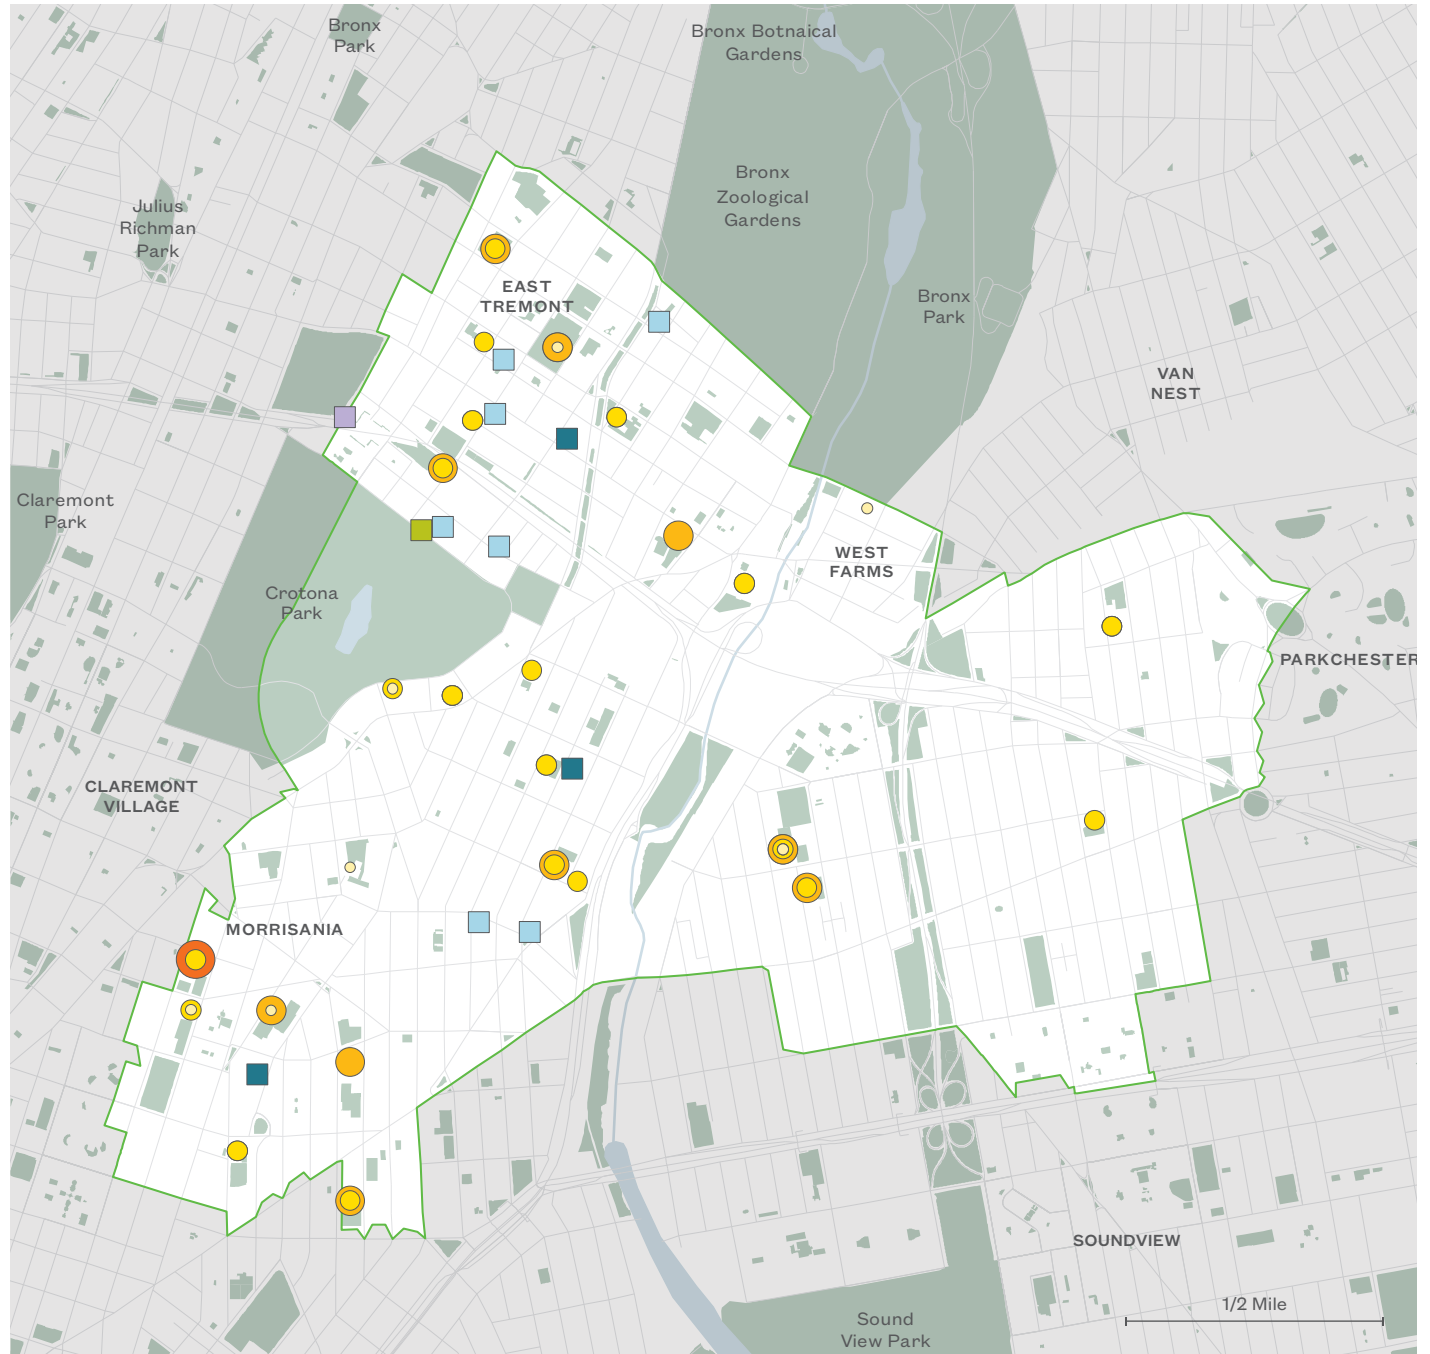 Bronx
Park
Bronx Botnaical
Gardens
Bronx
Zoological
Gardens
Julius
Richman
Park
EAST
TREMONT
Bronx
Park
VAN
NEST
Claremont
Park
WEST
FARMS
Crotona
Park
PARKCHESTER
CLAREMONT
VILLAGE
MORRISANIA
SOUNDVIEW
1/2 Mile
Sound
View Park